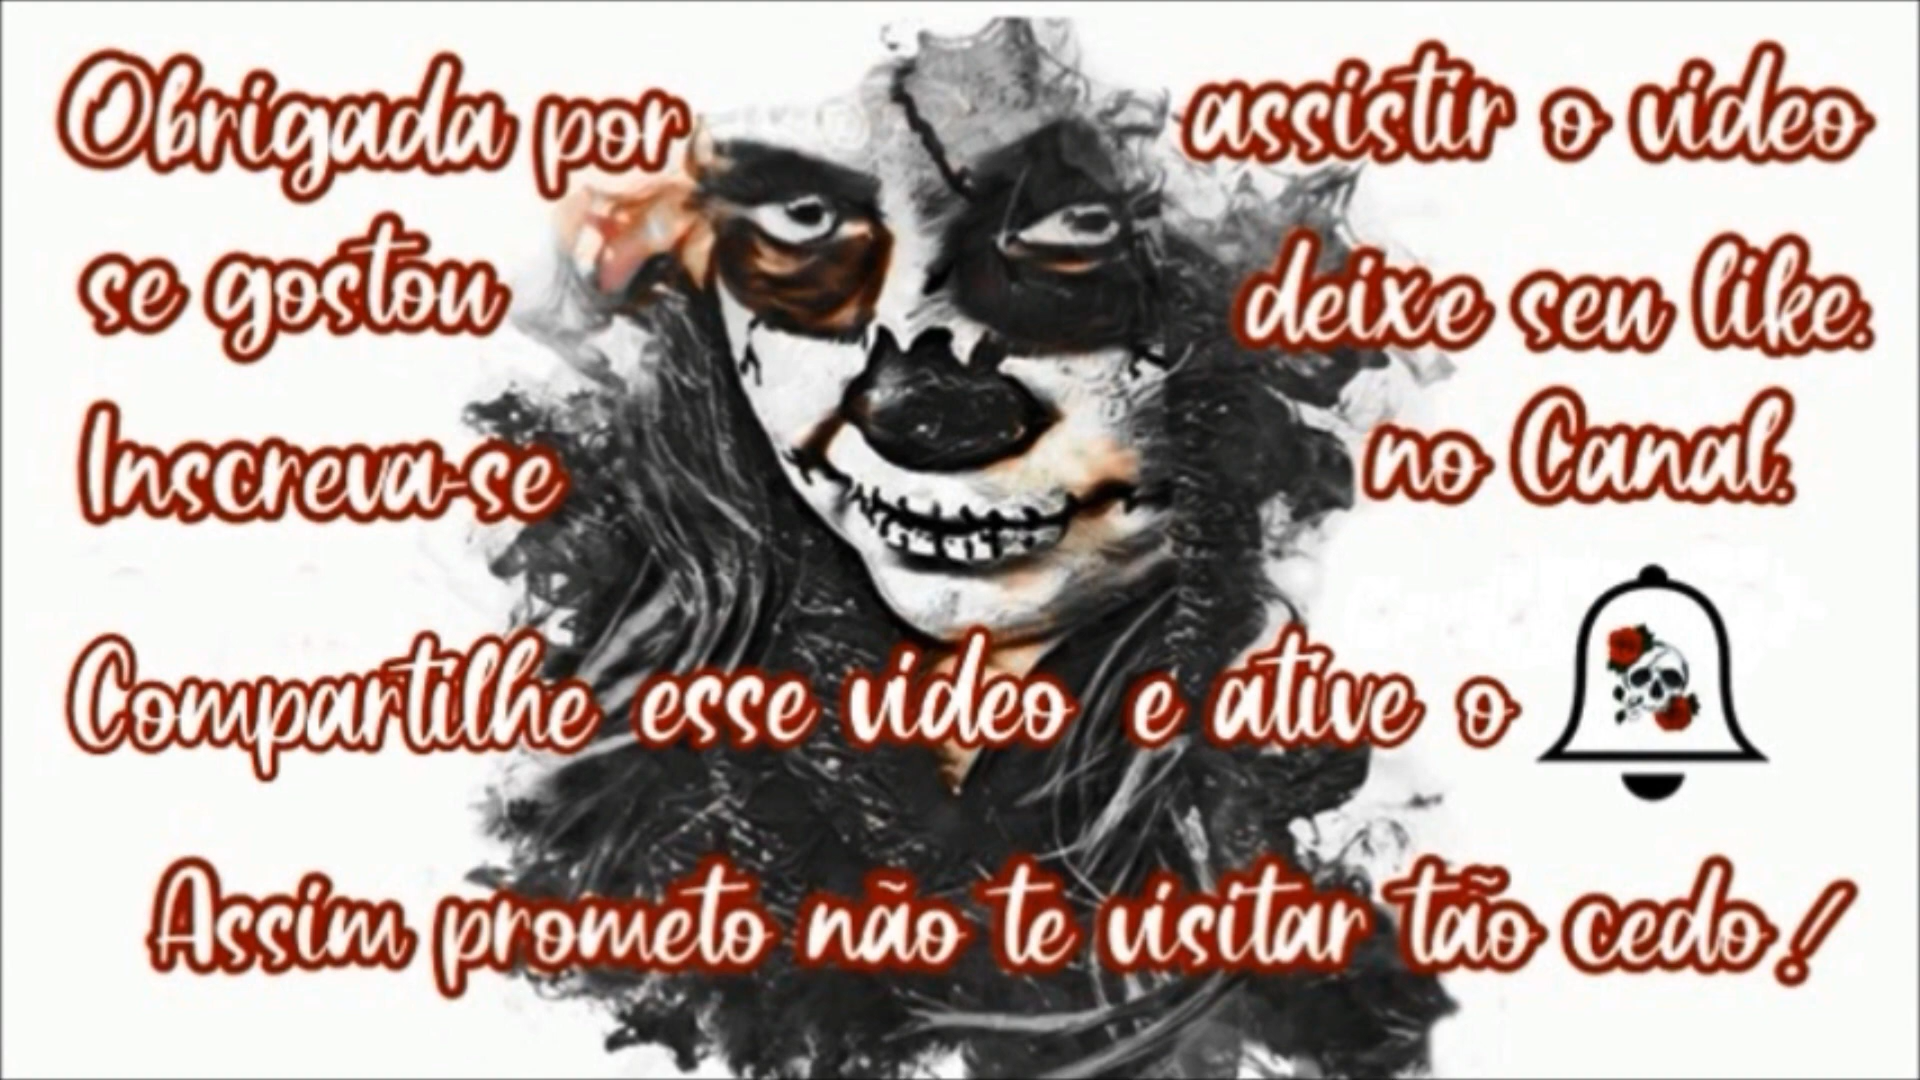 Obrigada por assistir o video
se gostou deixe seu like.
Inscreva-se no Canal.
Compartilhe esse video e ative o
Assim prometo não te visitar tão cedo!